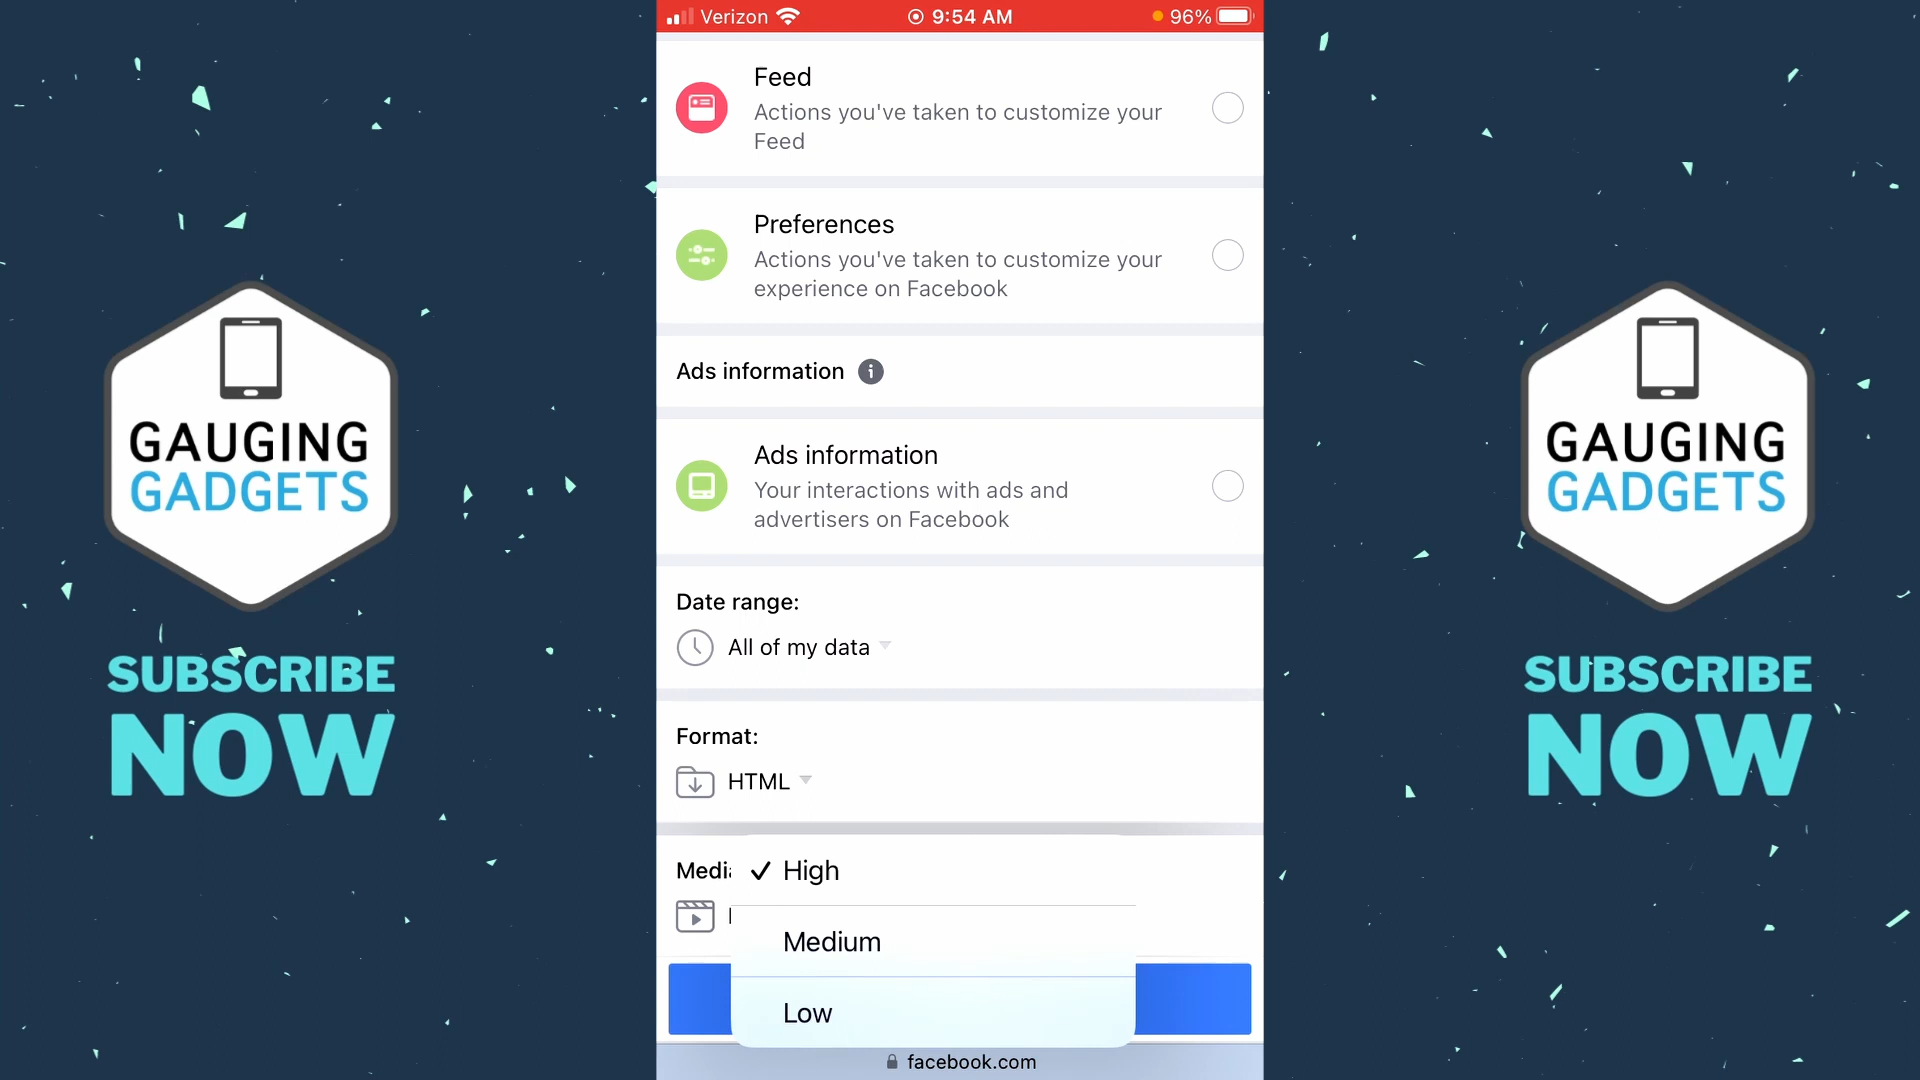 Verizon 9:54 AM 96%
Feed
Actions you've taken to customize your
Feed
Preferences
Actions you've taken to customize your
experience on Facebook
Ads information
Ads information
Your interactions with ads and
advertisers on Facebook
Date range:
All of my data
Format:
HTML
High
Medium
Low
facebook.com
GAUGING
GADGETS
SUBSCRIBE
NOW
GAUGING
GADGETS
SUBSCRIBE
NOW